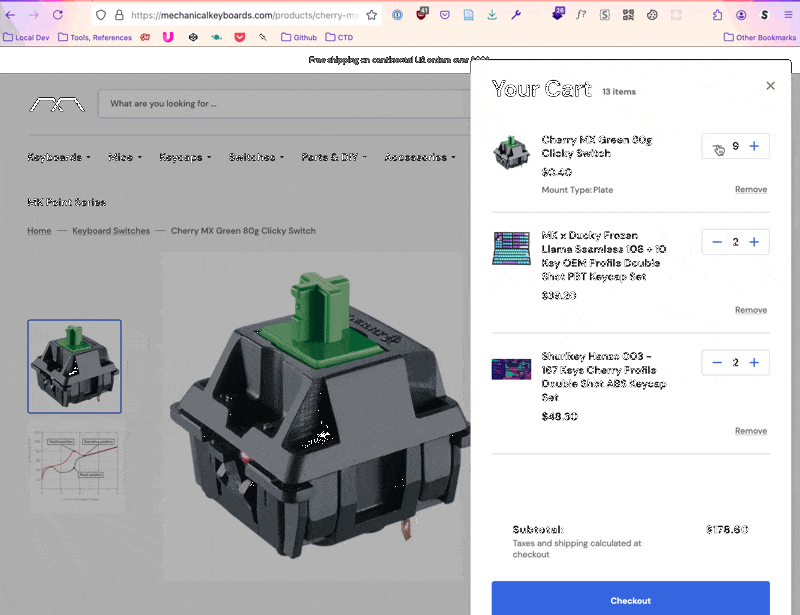 https://mechanicalkeyboards.com/products/cherry-mx
41
26
S
ƒ?
S
Local Dev
Tools, References
Github
CTD
Other Bookmarks
Free shipping on continental US orders over
What are you looking for ...
Keyboards
Mice
Keycaps
Switches
Parts & DIY
Accessories
MK Point Series
Home — Keyboard Switches — Cherry MX Green 80g Clicky Switch
Your Cart 13 items
Cherry MX Green 80g
Clicky Switch
$0.40
Mount Type: Plate
9
Remove
MX x Ducky Frozen
Llama Seamless 108 + 10
Key OEM Profile Double
Shot PBT Keycap Set
2
Remove
Shurikey Hanzo 003 -
167 Keys Cherry Profile
Double Shot ABS Keycap
Set
$48.30
2
Remove
Subtotal:
$178.60
Taxes and shipping calculated at
checkout
Checkout